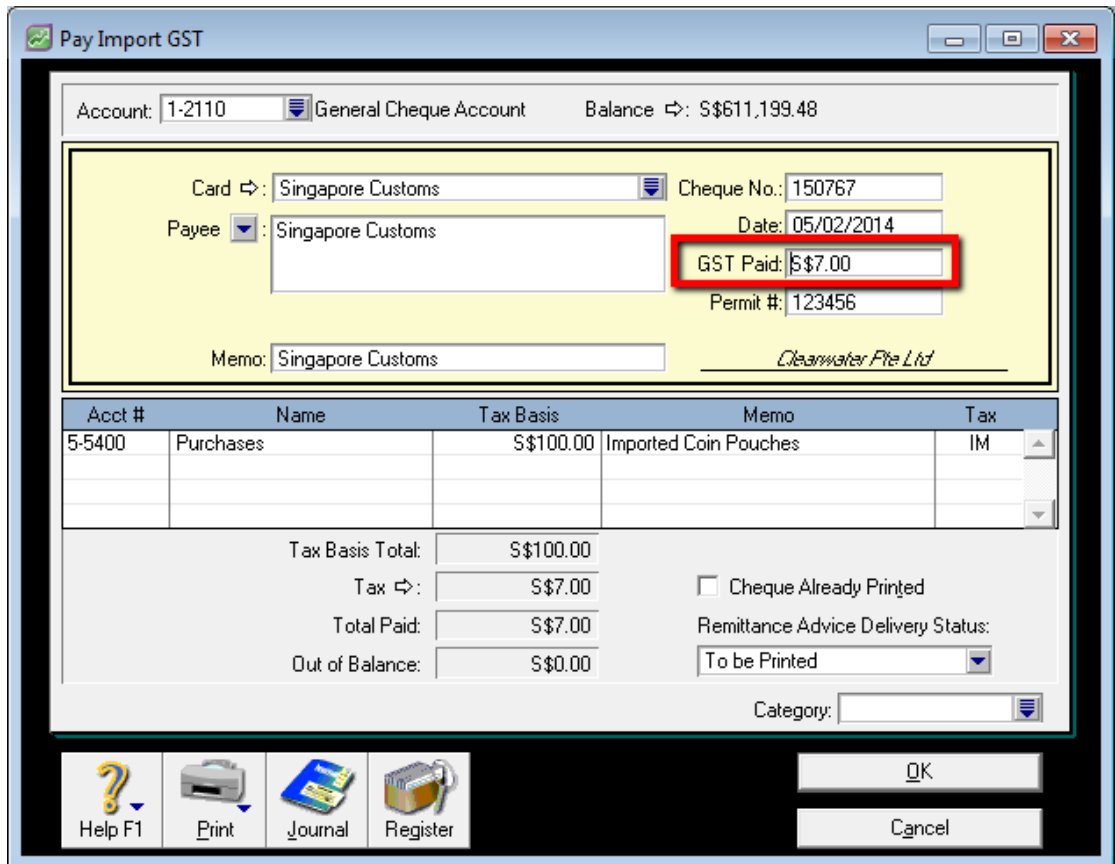 Pay Import GST
Account: 1-2110 General Cheque Account Balance ⇨: S$611,199.48
Card ⇨: Singapore Customs Cheque No.: 150767
Payee : Singapore Customs Date: 05/02/2014
GST Paid: S$7.00
Permit #: 123456
Memo: Singapore Customs Clearwater Pte Ltd
Acct # Name Tax Basis Memo Tax
5-5400 Purchases S$100.00 Imported Coin Pouches IM
Tax Basis Total: S$100.00
Tax ⇨: S$7.00 Cheque Already Printed
Total Paid: S$7.00 Remittance Advice Delivery Status:
Out of Balance: S$0.00 To be Printed
Category:
OK
Help F1 Print Journal Register Cancel